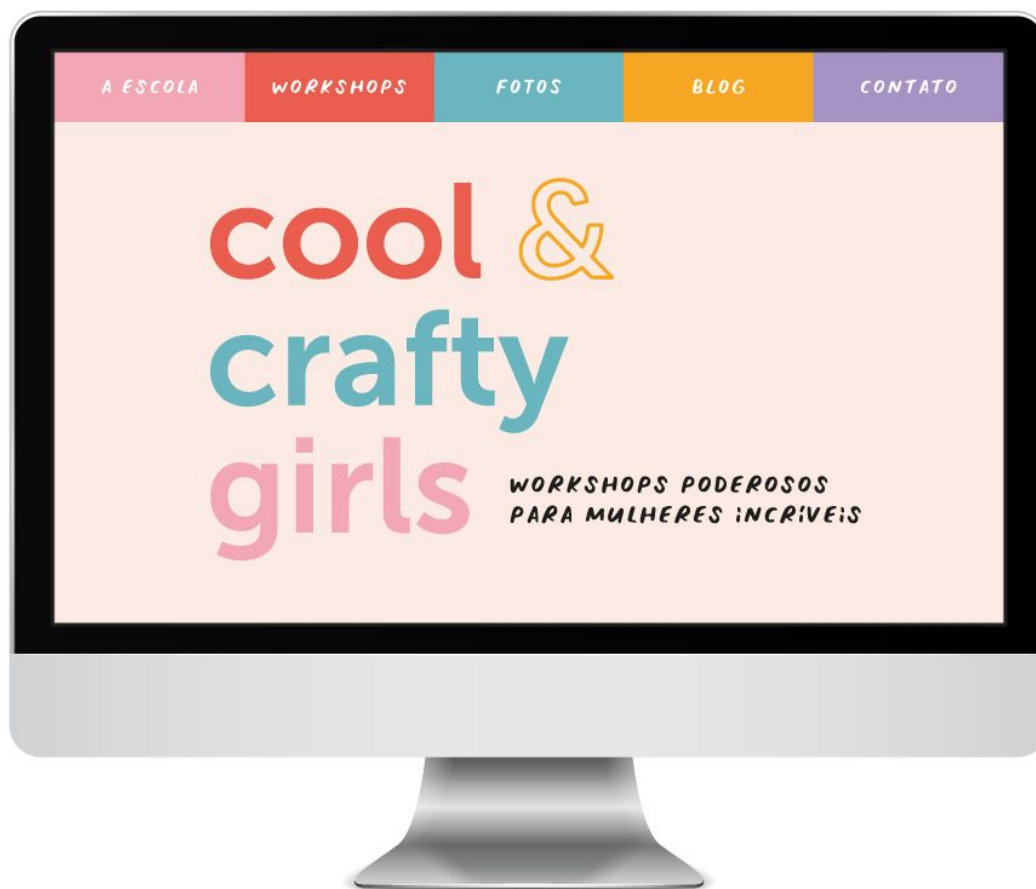 A ESCOLA WORKSHOPS FOTOS BLOG CONTATO
cool &
crafty
girls
WORKSHOPS PODEROSOS
PARA MULHERES iNCRÍVEiS